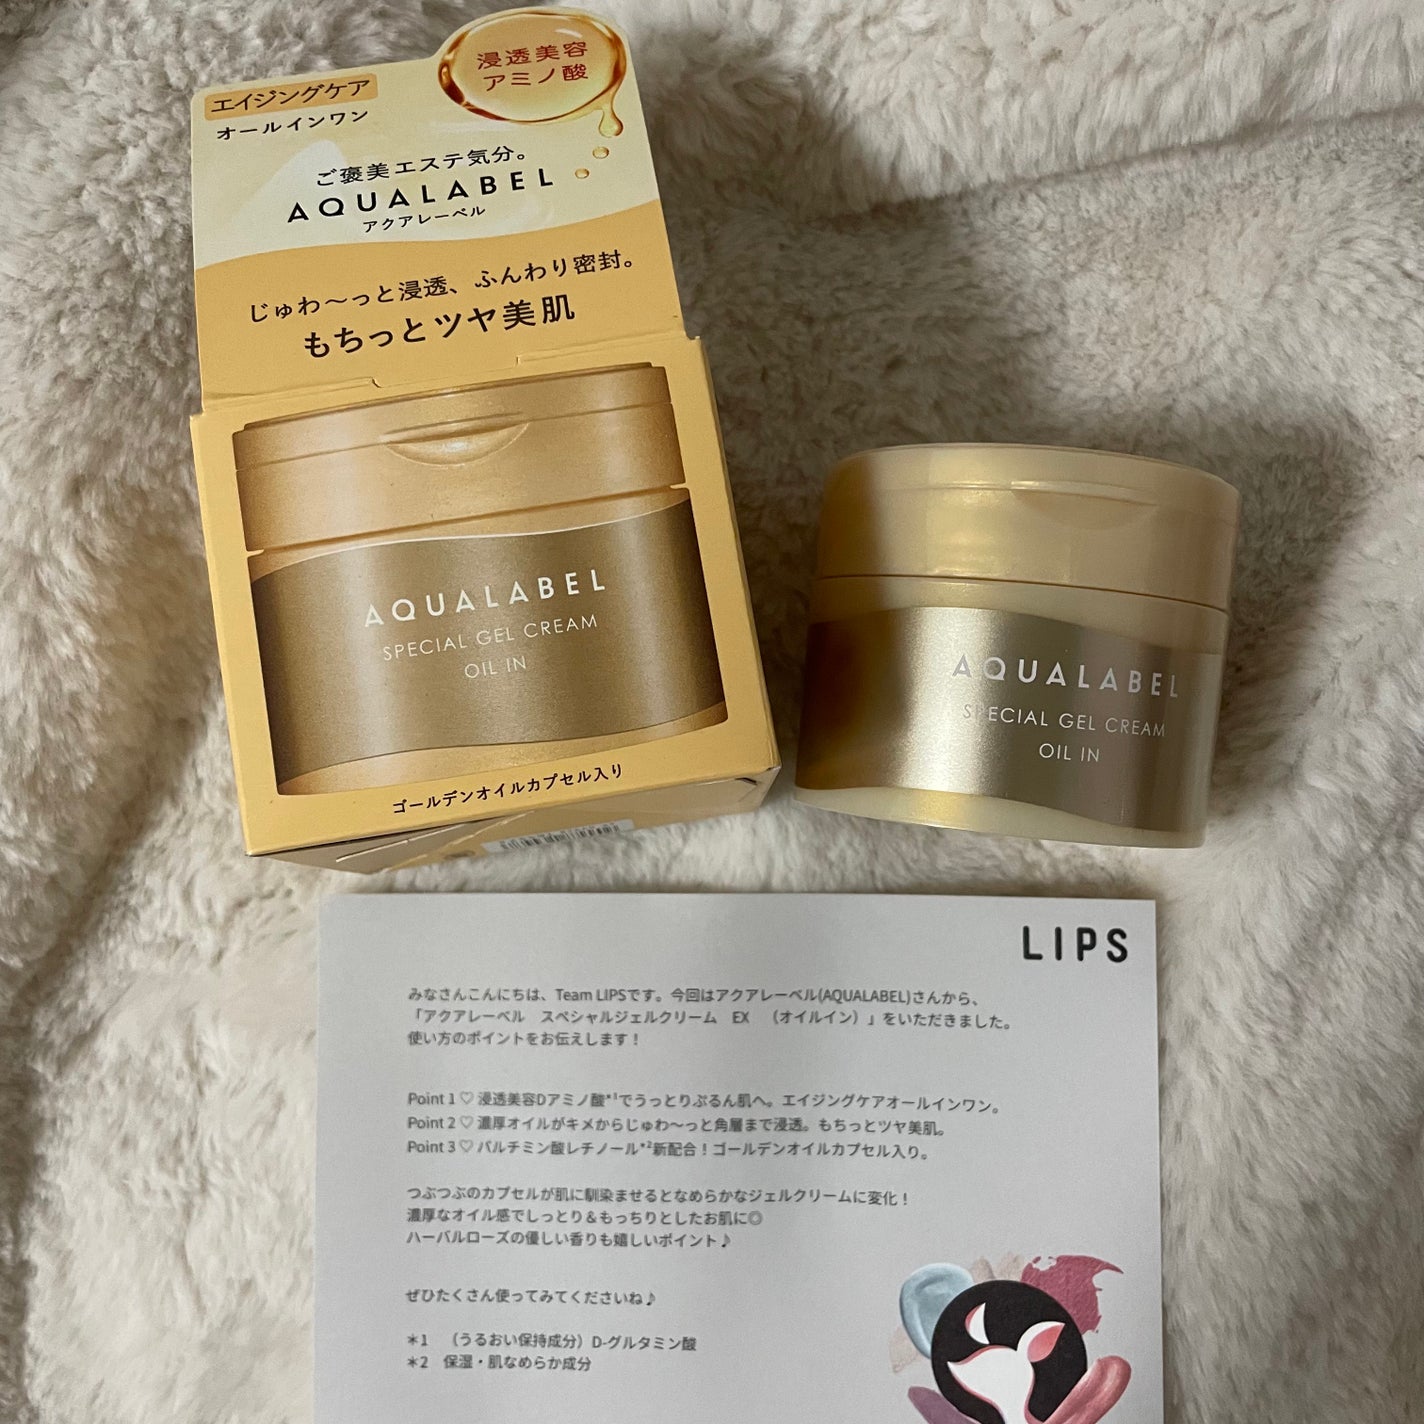 エイジングケア
オールインワン
浸透美容
アミノ酸
ご褒美エステ気分。
AQUALABEL
アクアレーベル
じゅわ〜っと浸透、ふんわり密封。
もちっとツヤ美肌
AQUALABEL
SPECIAL GEL CREAM
OIL IN
ゴールデンオイルカプセル入り
AQUALABEL
SPECIAL GEL CREAM
OIL IN
LIPS
みなさんこんにちは、Team LIPSです。今回はアクアレーベル(AQUALABEL)さんから、
「アクアレーベル　スペシャルジェルクリーム　EX　（オイルイン）」をいただきました。
使い方のポイントをお伝えします！
Point 1 ♡ 浸透美容Dアミノ酸*¹でうっとりぷるん肌へ。エイジングケアオールインワン。
Point 2 ♡ 濃厚オイルがキメからじゅわ〜っと角層まで浸透。もちっとツヤ美肌。
Point 3 ♡ パルチミン酸レチノール*²新配合！ゴールデンオイルカプセル入り。
つぶつぶのカプセルが肌に馴染ませるとなめらかなジェルクリームに変化！
濃厚なオイル感でしっとり＆もっちりとしたお肌に◎
ハーバルローズの優しい香りも嬉しいポイント♪
ぜひたくさん使ってみてくださいね♪
＊1　（うるおい保持成分）D-グルタミン酸
＊2　保湿・肌なめらか成分